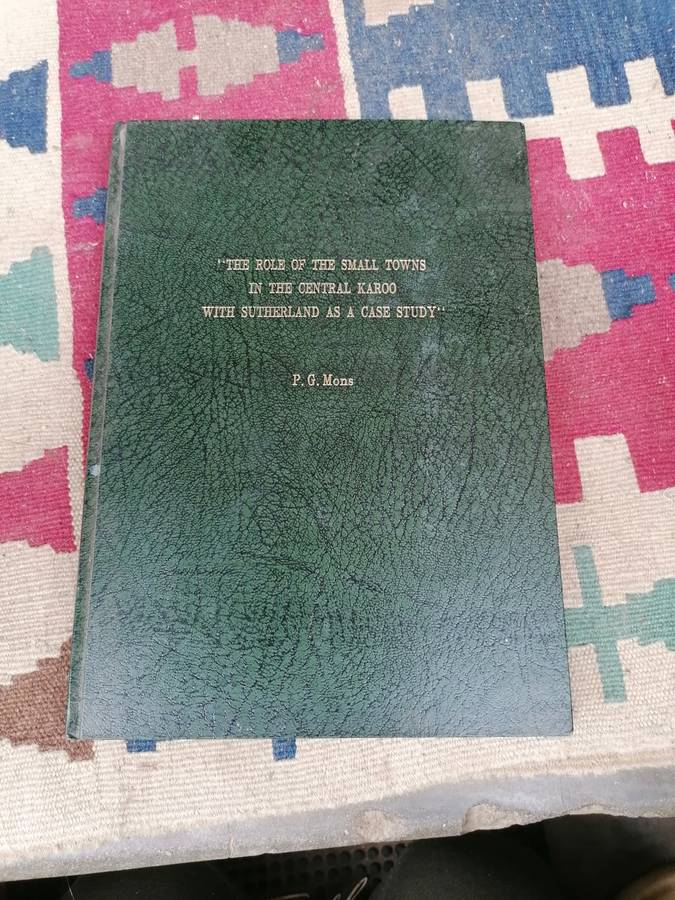 "THE ROLE OF THE SMALL TOWNS
IN THE CENTRAL KAROO
WITH SUTHERLAND AS A CASE STUDY"
P. G. Mons